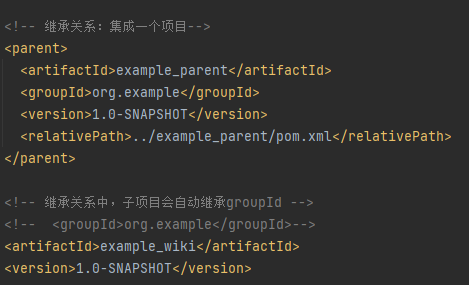 <!-- 继承关系: 集成一个项目-->
<parent>
<artifactId>example_parent</artifactId>
<groupId>org.example</groupId>
<version>1.0-SNAPSHOT</version>
<relativePath>../example_parent/pom.xml</relativePath>
</parent>
<!-- 继承关系中，子项目会自动继承groupId -->
<!-- <groupId>org.example</groupId>-->
<artifactId>example_wiki</artifactId>
<version>1.0-SNAPSHOT</version>